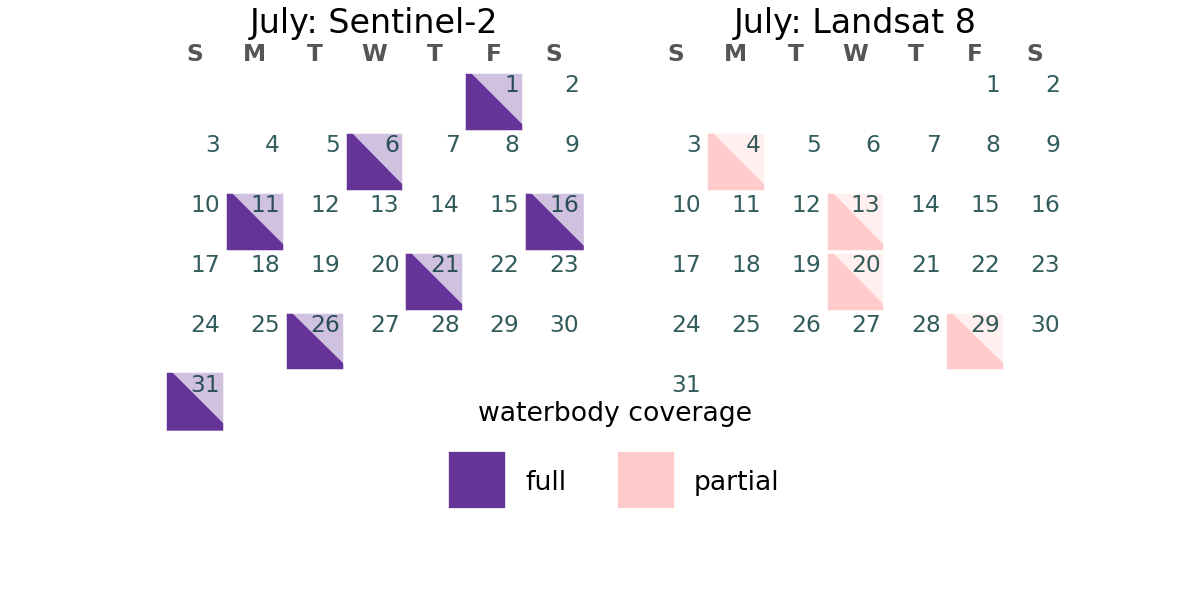 July: Sentinel-2
S M T W T F S
1 2
3 4 5 6 7 8 9
10 11 12 13 14 15 16
17 18 19 20 21 22 23
24 25 26 27 28 29 30
31
July: Landsat 8
S M T W T F S
1 2
3 4 5 6 7 8 9
10 11 12 13 14 15 16
17 18 19 20 21 22 23
24 25 26 27 28 29 30
31
waterbody coverage
full partial